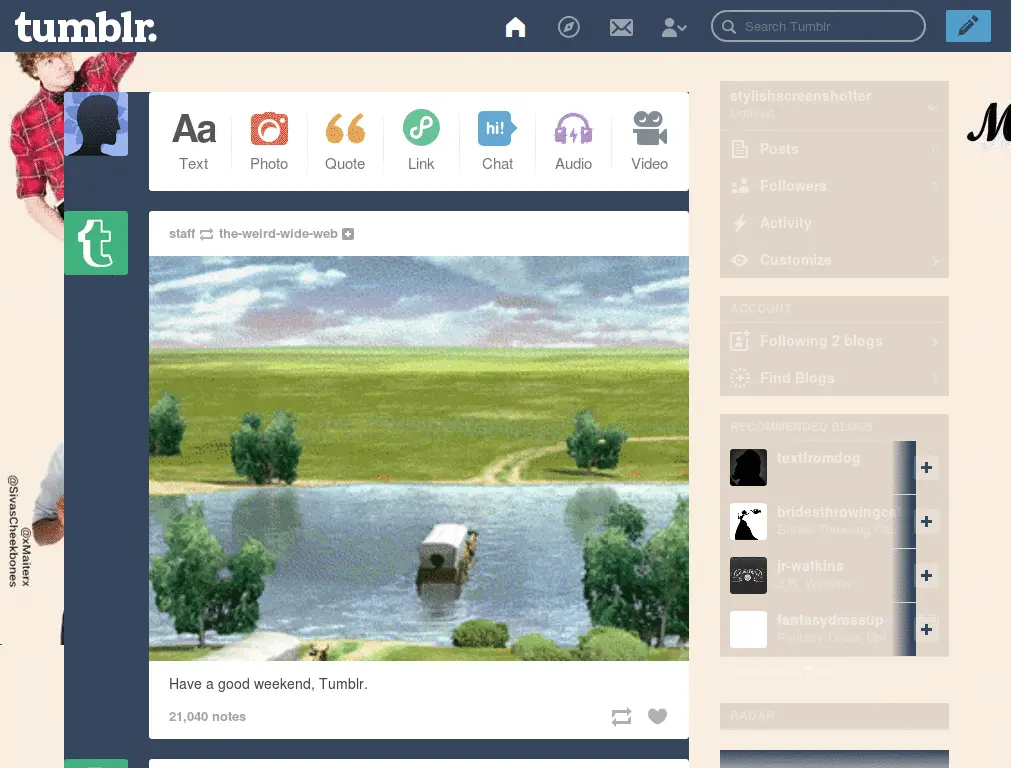 tumblr.
Search Tumblr
Aa
hi!
Text
Photo
Quote
Link
Chat
Audio
Video
staff the-weird-wide-web
t
Have a good weekend, Tumblr.
21,040 notes
@SivasCheekbones
@xMaiterx
stylishscreenshotter
Untitled
Posts
Followers
Activity
Customize
ACCOUNT
Following 2 blogs
Find Blogs
RECOMMENDED BLOGS
textfromdog
bridesthrowingca
Brides Throwing Ca
jr-watkins
J.R. Watkins
fantasydressup
Fantasy Dress Up
RADAR
M